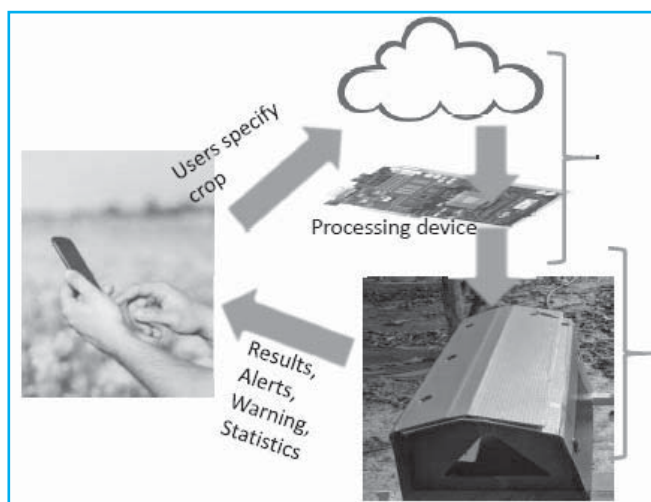 Users specify
crop
Processing device
Results,
Alerts,
Warning,
Statistics